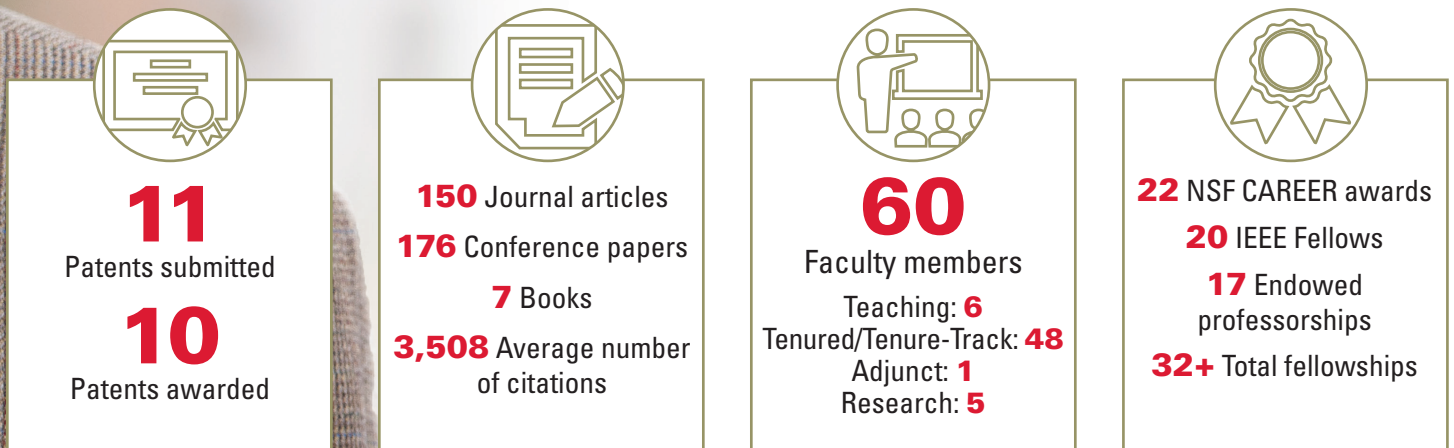 11
Patents submitted
10
Patents awarded
150 Journal articles
176 Conference papers
7 Books
3,508 Average number
of citations
60
Faculty members
Teaching: 6
Tenured/Tenure-Track: 48
Adjunct: 1
Research: 5
22 NSF CAREER awards
20 IEEE Fellows
17 Endowed
professorships
32+ Total fellowships